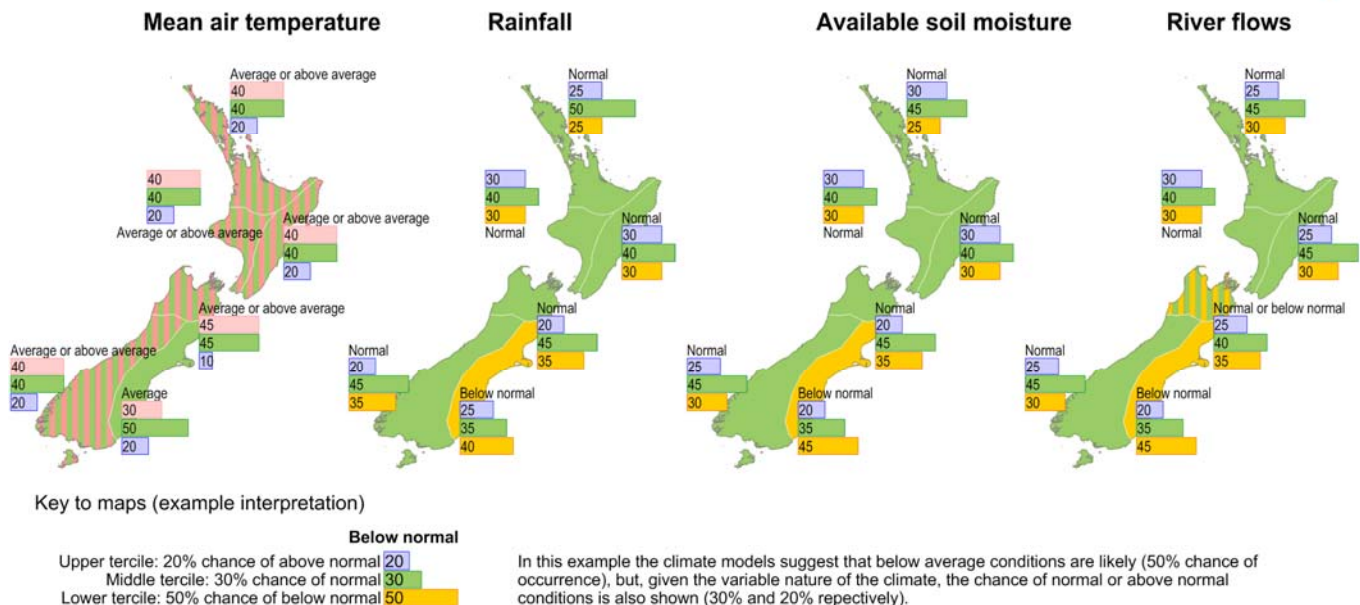 Mean air temperature
Average or above average
40
40
20
40
40
20
Average or above average
Average or above average
40
40
20
Average or above average
45
45
10
Average or above average
40
40
20
Average
30
50
20
Rainfall
Normal
25
50
25
30
40
30
Normal
Normal
30
40
30
Normal
20
45
35
Normal
20
45
35
Below normal
25
35
40
Available soil moisture
Normal
30
45
25
30
40
30
Normal
Normal
30
40
30
Normal
20
45
35
Normal
25
45
30
Below normal
20
35
45
River flows
Normal
25
45
30
30
40
30
Normal
Normal
25
45
30
Normal or below normal
25
40
35
Normal
25
45
30
Below normal
20
35
45
Key to maps (example interpretation)
Below normal
Upper tercile: 20% chance of above normal 20
Middle tercile: 30% chance of normal 30
Lower tercile: 50% chance of below normal 50
In this example the climate models suggest that below average conditions are likely (50% chance of
occurrence), but, given the variable nature of the climate, the chance of normal or above normal
conditions is also shown (30% and 20% repectively).